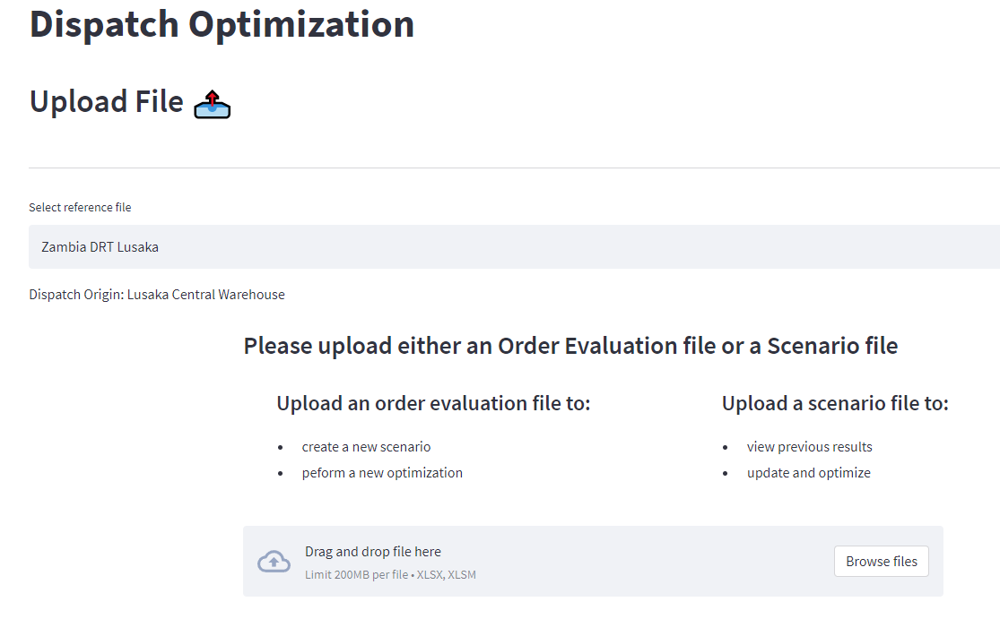 Dispatch Optimization
Upload File
Select reference file
Zambia DRT Lusaka
Dispatch Origin: Lusaka Central Warehouse
Please upload either an Order Evaluation file or a Scenario file
Upload an order evaluation file to:
• create a new scenario
• peform a new optimization
Upload a scenario file to:
• view previous results
• update and optimize
Drag and drop file here
Limit 200MB per file • XLSX, XLSM
Browse files